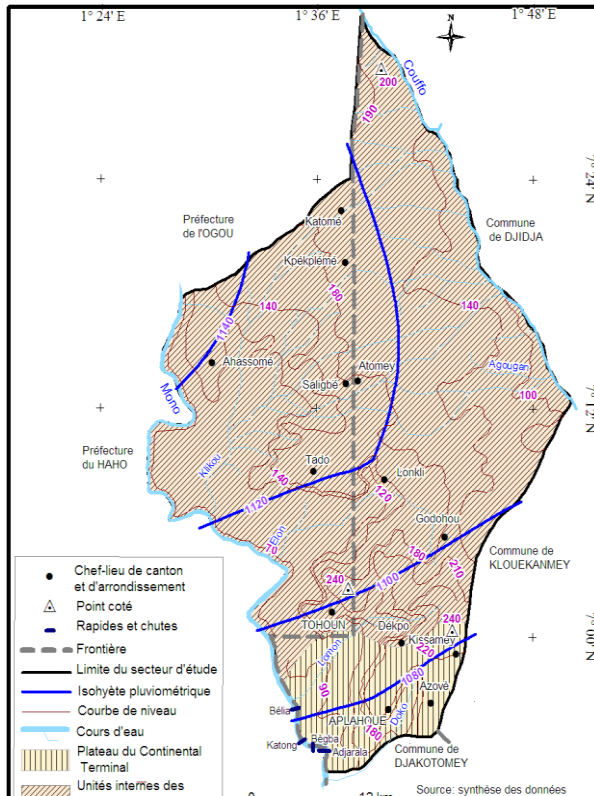 1° 24' E
1° 36' E
1° 48' E
N
200
Couffo
190
7° 24' N
Katomé
Préfecture
de l'OGOU
Commune
de DJIDJA
Kpékplémé
180
140
140
1140
Ahassomé
Saligbé
Atomey
Agougan
100
Mono
7° 12' N
Préfecture
du HAHO
Klikou
Tado
Lonkli
140
120
1120
Godohou
Elon
70
180
210
Commune de
KLOUEKANMEY
240
1100
240
TOHOUN
Dékpo
Kissamey
220
7° 00' N
Lomon
1080
90
Azové
Bélia
APLAHOUE
Doko
Katong
Bégba
Adjarala
180
Commune de
DJAKOTOMEY
Chef-lieu de canton
et d'arrondissement
Point coté
Rapides et chutes
Frontière
Limite du secteur d'étude
Isohyète pluviométrique
Courbe de niveau
Cours d'eau
Plateau du Continental
Terminal
Unités internes des
Source: synthèse des données